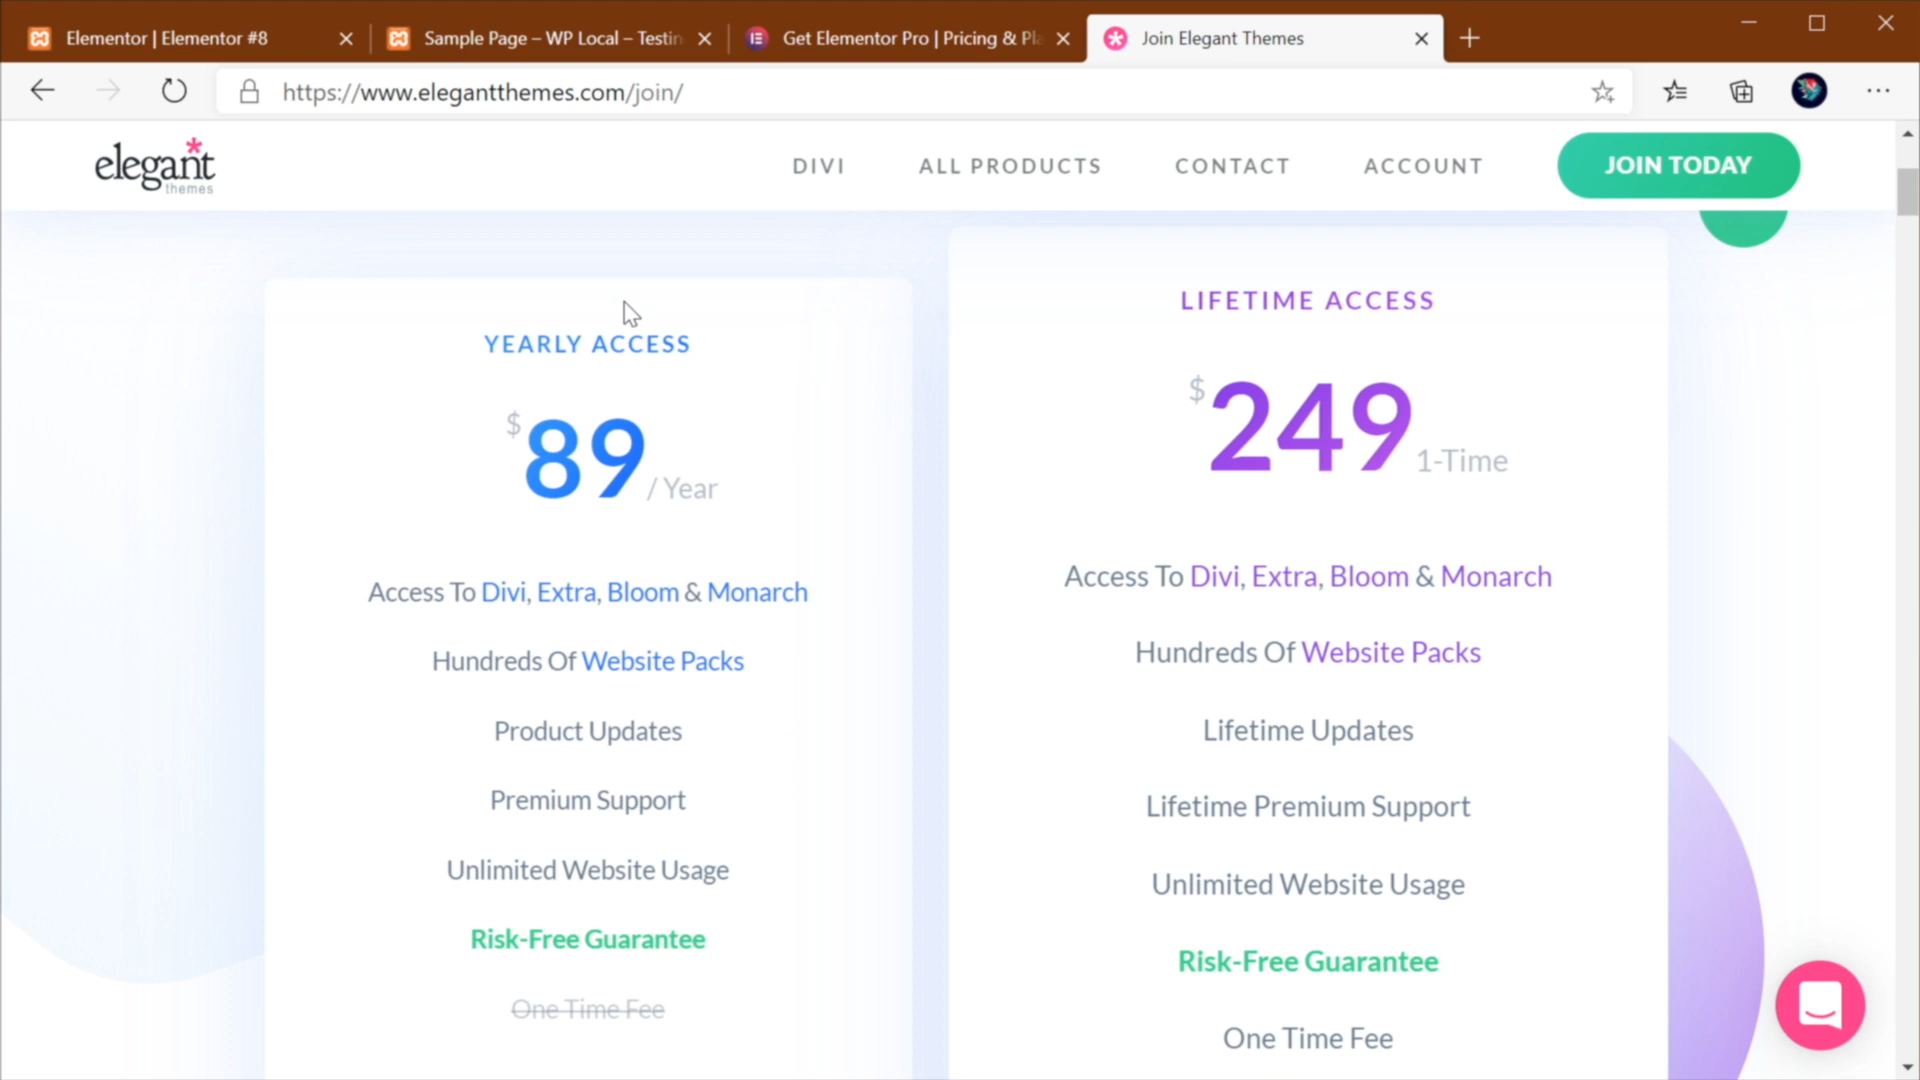 Elementor | Elementor #8
Sample Page – WP Local – Testin
Get Elementor Pro | Pricing & Pla
Join Elegant Themes
https://www.elegantthemes.com/join/
elegant themes
DIVI
ALL PRODUCTS
CONTACT
ACCOUNT
JOIN TODAY
YEARLY ACCESS
$89 / Year
Access To Divi, Extra, Bloom & Monarch
Hundreds Of Website Packs
Product Updates
Premium Support
Unlimited Website Usage
Risk-Free Guarantee
One Time Fee
LIFETIME ACCESS
$249 1-Time
Access To Divi, Extra, Bloom & Monarch
Hundreds Of Website Packs
Lifetime Updates
Lifetime Premium Support
Unlimited Website Usage
Risk-Free Guarantee
One Time Fee